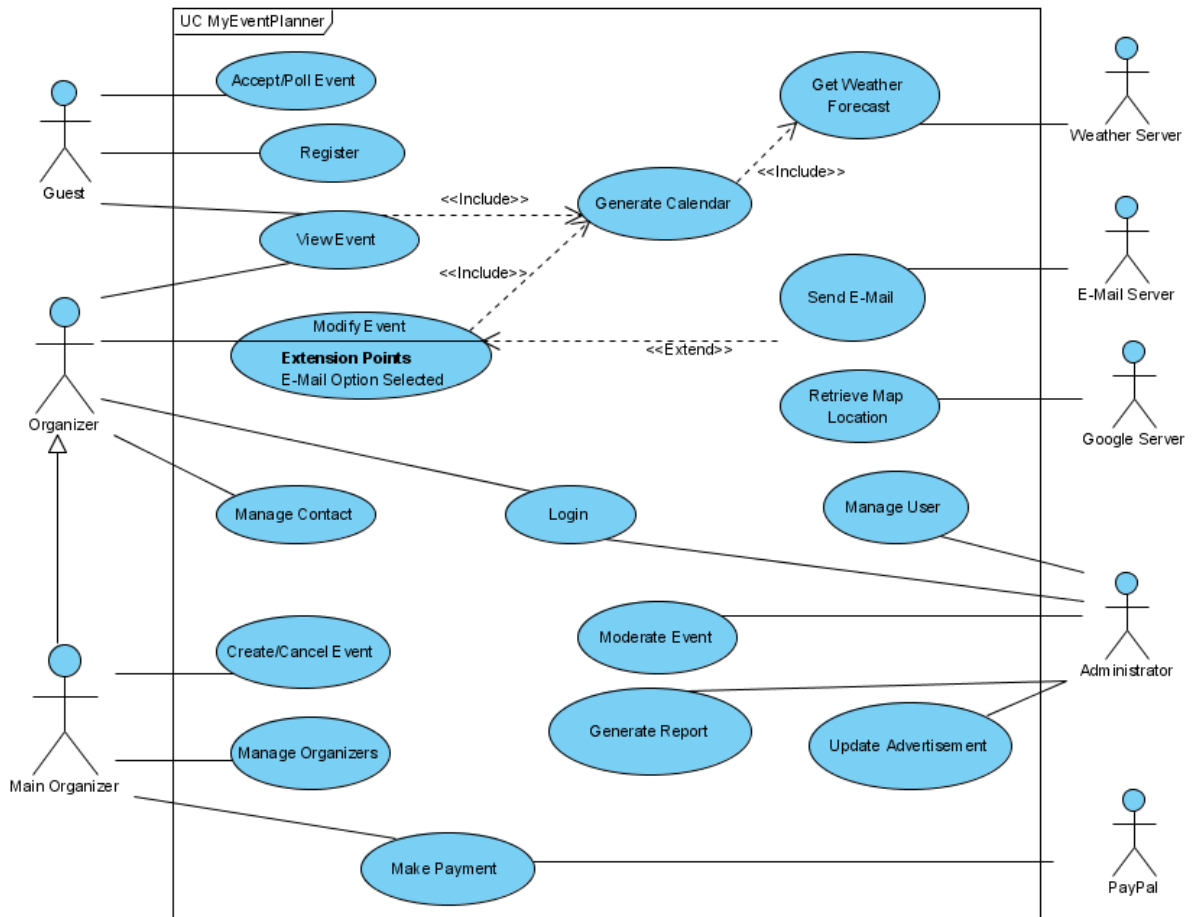 UC MyEventPlanner
Accept/Poll Event
Get Weather
Forecast
Weather Server
Register
Guest
<<Include>>
<<Include>>
Generate Calendar
View Event
<<Include>>
Send E-Mail
E-Mail Server
Modify Event
Extension Points
E-Mail Option Selected
<<Extend>>
Retrieve Map
Location
Organizer
Google Server
Manage Contact
Login
Manage User
Moderate Event
Create/Cancel Event
Administrator
Generate Report
Update Advertisement
Manage Organizers
Main Organizer
Make Payment
PayPal